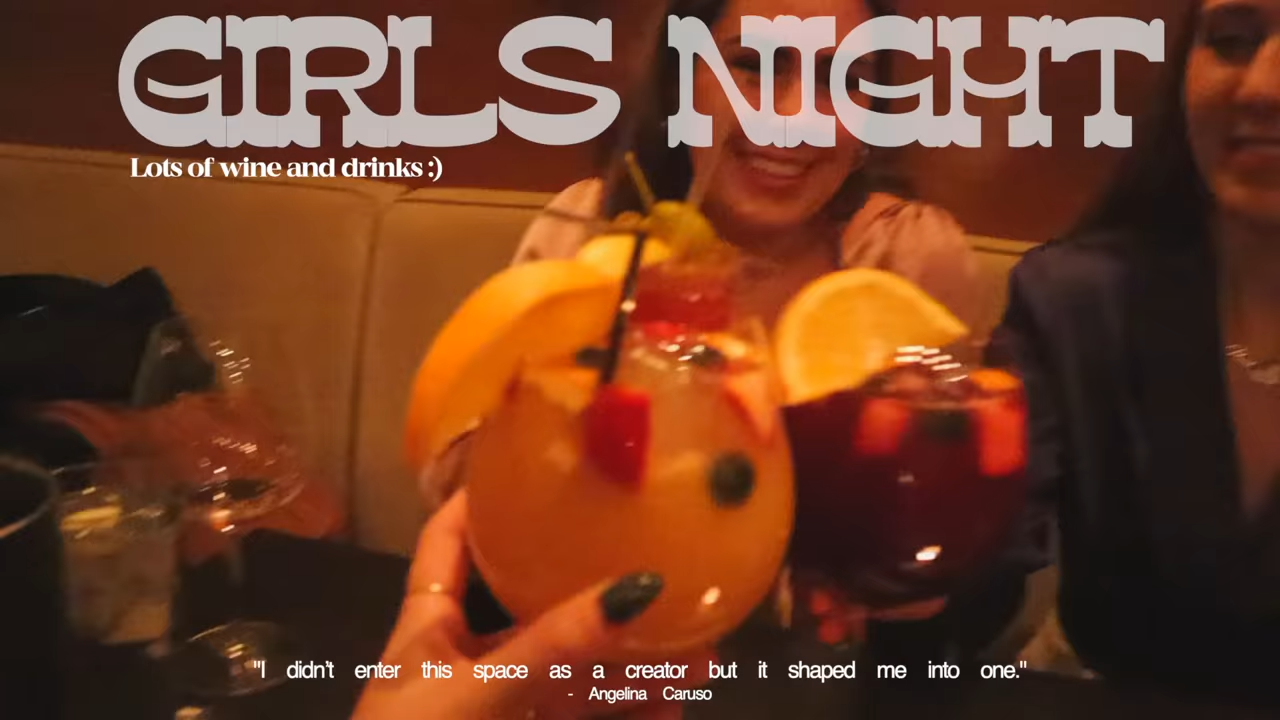 GIRLS NIGHT
Lots of wine and drinks :)
"I didn't enter this space as a creator but it shaped me into one."
- Angelina Caruso